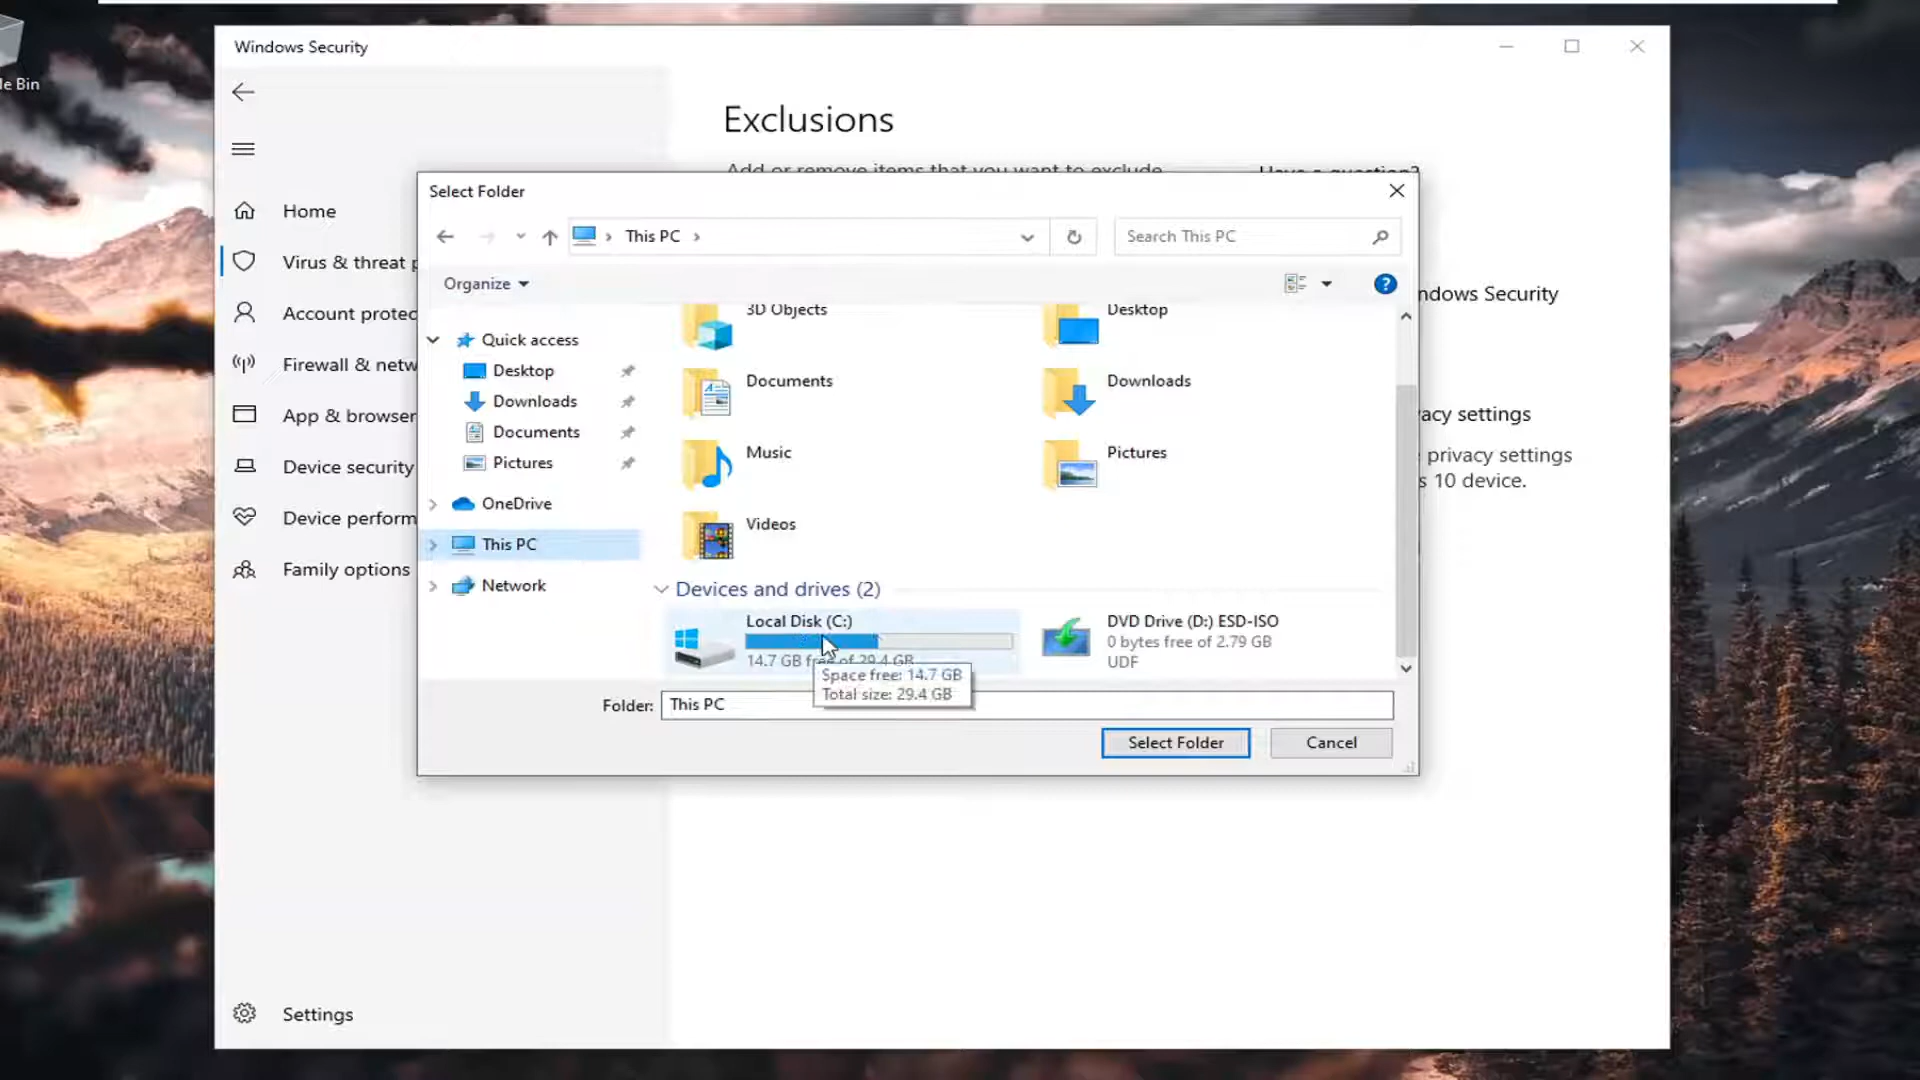 Windows Security
le Bin
Exclusions
Add or remove items that you want to exclude
Have a question?
Home
Virus & threat p
Account protec
Firewall & netw
App & browser
Device security
Device perform
Family options
Settings
ndows Security
acy settings
privacy settings
s 10 device.
Select Folder
This PC
Search This PC
Organize
Quick access
Desktop
Downloads
Documents
Pictures
OneDrive
This PC
Network
3D Objects
Desktop
Documents
Downloads
Music
Pictures
Videos
Devices and drives (2)
Local Disk (C:)
14.7 GB free of 29.4 GB
Space free: 14.7 GB
Total size: 29.4 GB
DVD Drive (D:) ESD-ISO
0 bytes free of 2.79 GB
UDF
Folder: This PC
Select Folder
Cancel